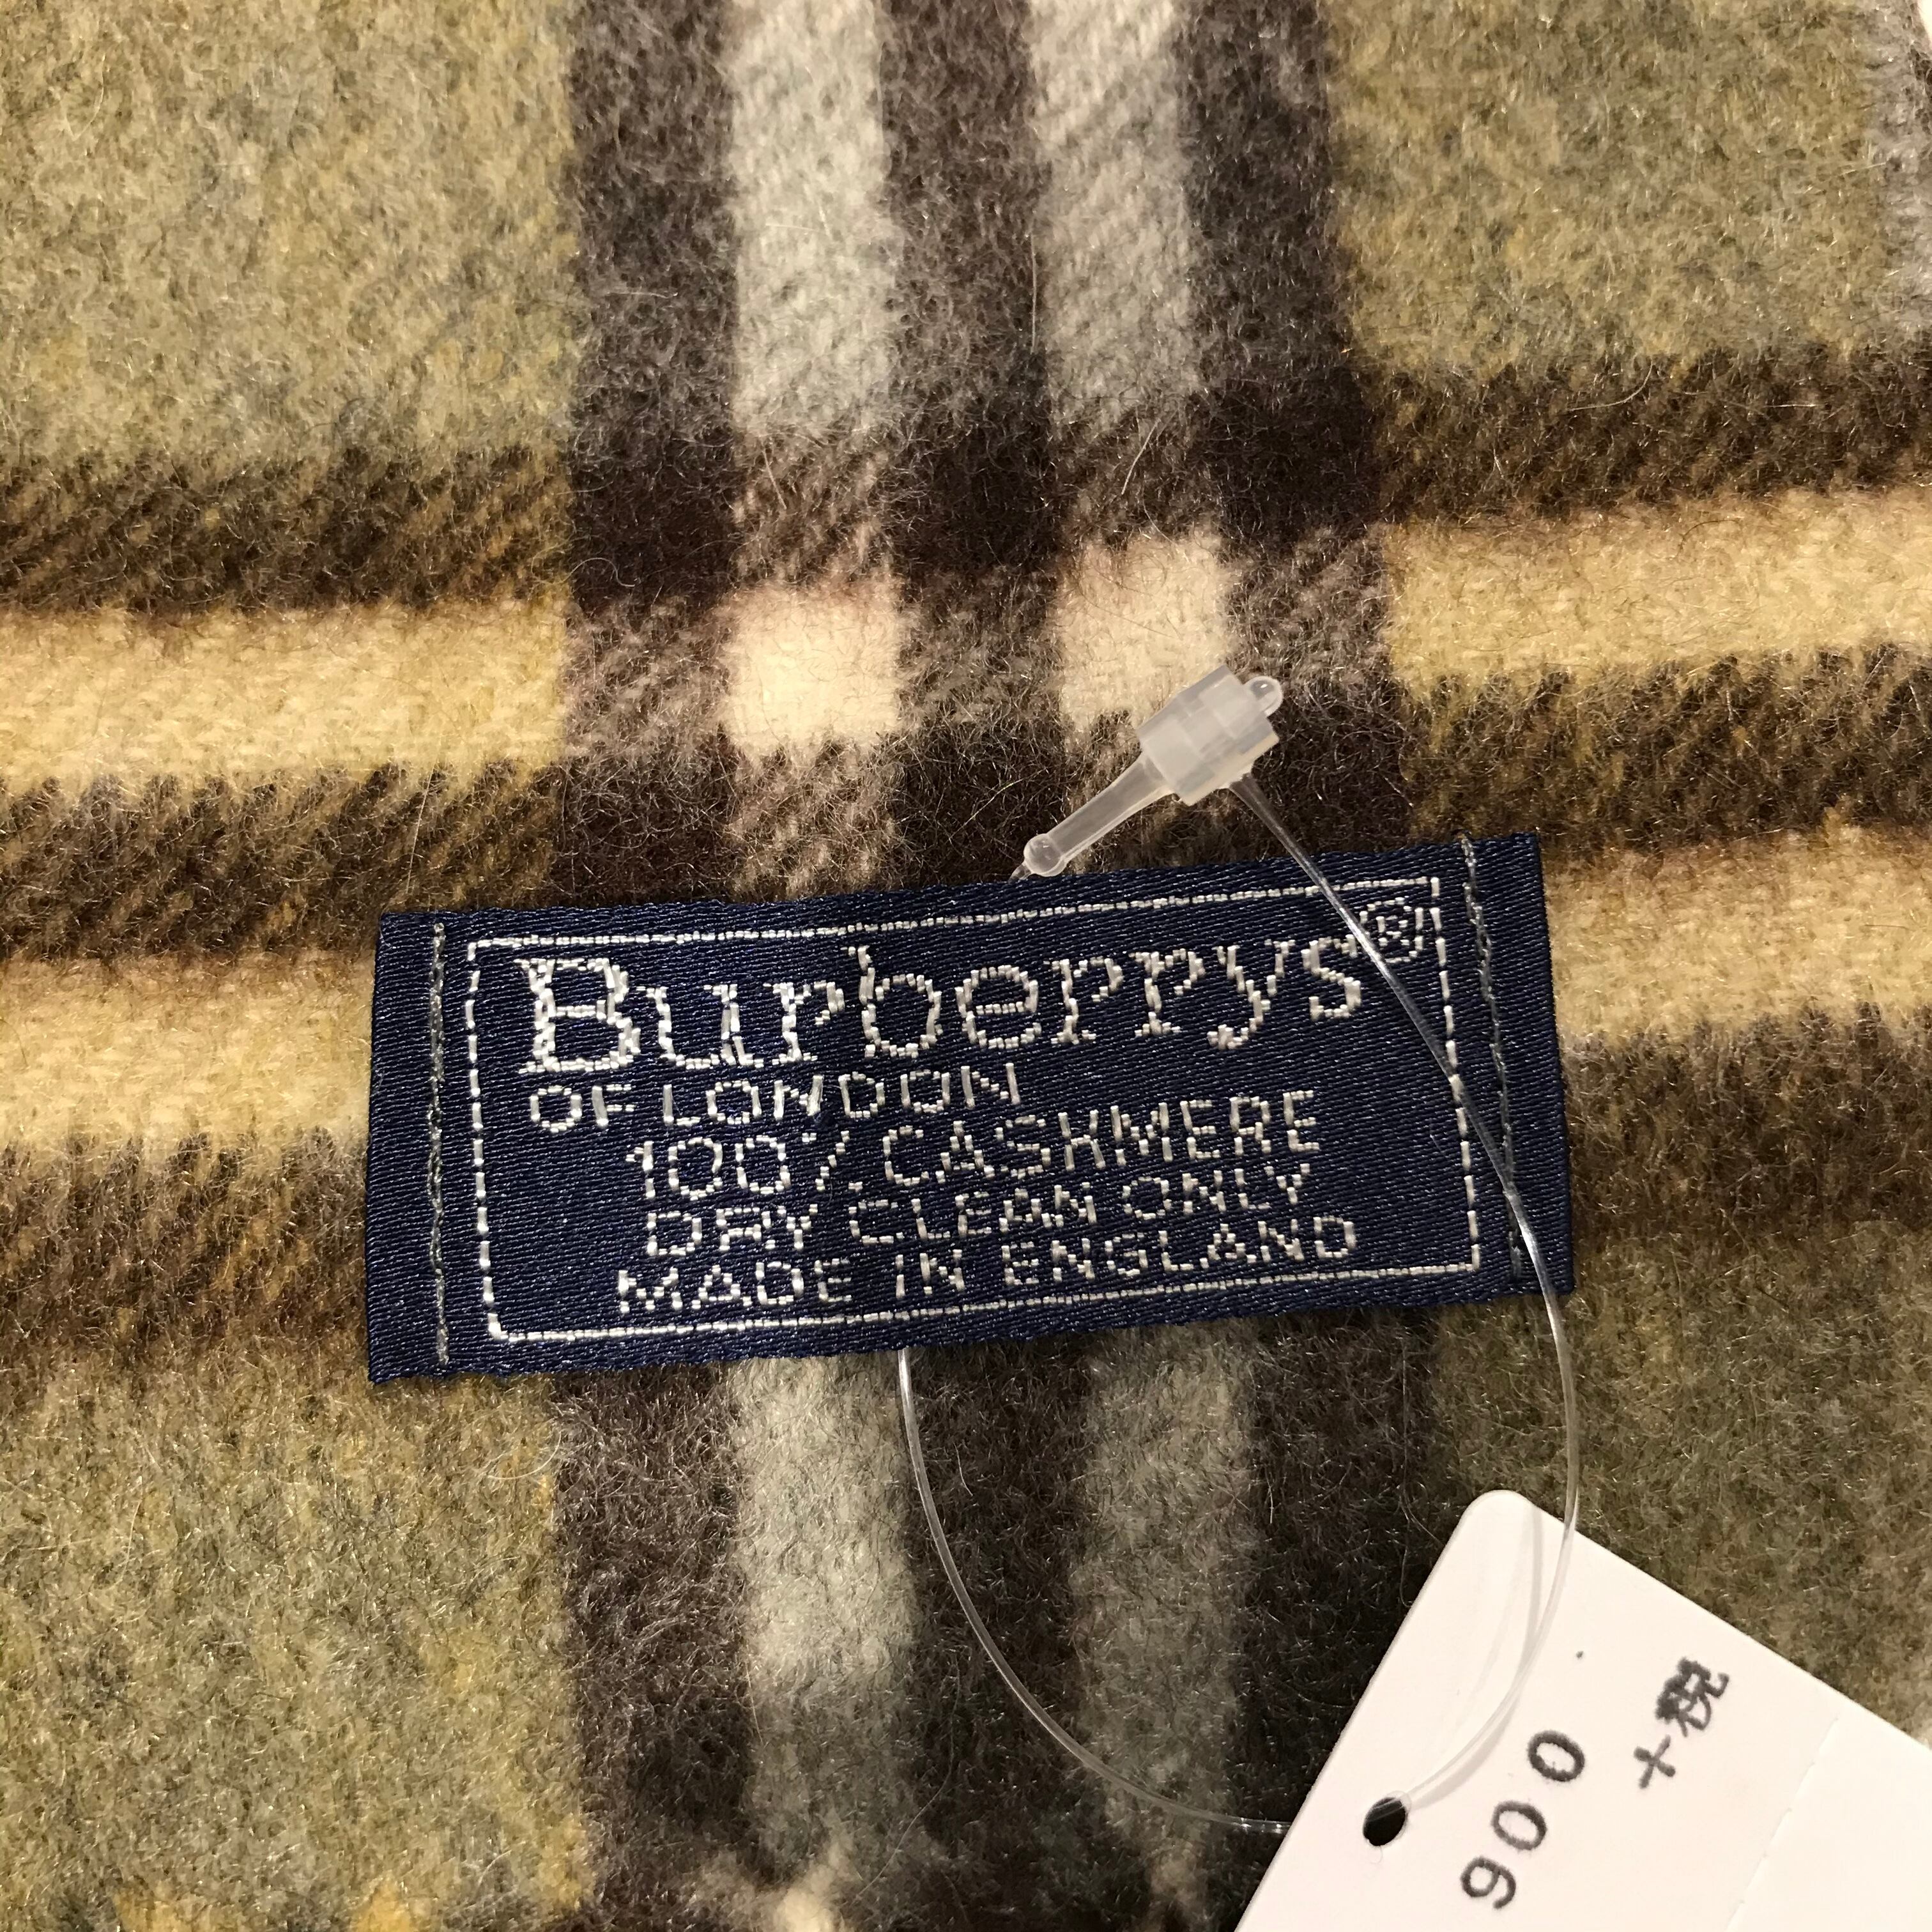 Burberrys®
OF LONDON
100% CASHMERE
DRY CLEAN ONLY
MADE IN ENGLAND
900
+税